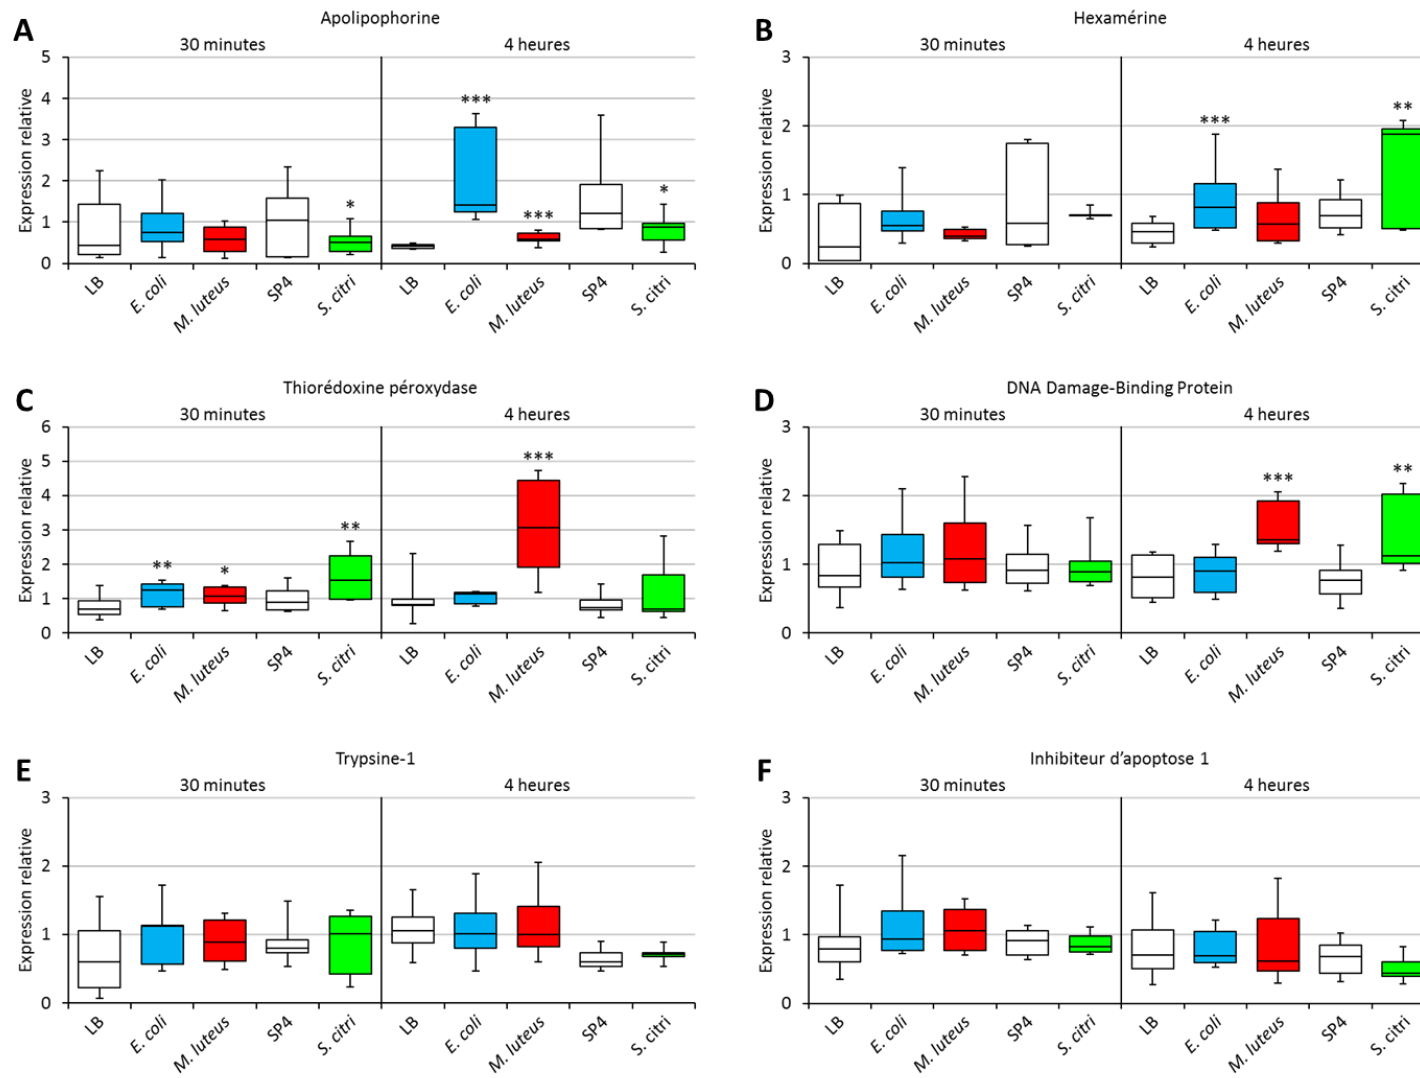 A
Apolipophorine
30 minutes
4 heures
Expression relative
5
4
3
2
1
0
***
*
***
*
LB
E. coli
M. luteus
SP4
S. citri
LB
E. coli
M. luteus
SP4
S. citri
B
Hexamérine
30 minutes
4 heures
Expression relative
3
2
1
0
***
**
LB
E. coli
M. luteus
SP4
S. citri
LB
E. coli
M. luteus
SP4
S. citri
C
Thiorédoxine péroxydase
30 minutes
4 heures
Expression relative
6
5
4
3
2
1
0
**
*
**
***
LB
E. coli
M. luteus
SP4
S. citri
LB
E. coli
M. luteus
SP4
S. citri
D
DNA Damage-Binding Protein
30 minutes
4 heures
Expression relative
3
2
1
0
***
**
LB
E. coli
M. luteus
SP4
S. citri
LB
E. coli
M. luteus
SP4
S. citri
E
Trypsine-1
30 minutes
4 heures
Expression relative
3
2
1
0
LB
E. coli
M. luteus
SP4
S. citri
LB
E. coli
M. luteus
SP4
S. citri
F
Inhibiteur d’apoptose 1
30 minutes
4 heures
Expression relative
3
2
1
0
LB
E. coli
M. luteus
SP4
S. citri
LB
E. coli
M. luteus
SP4
S. citri